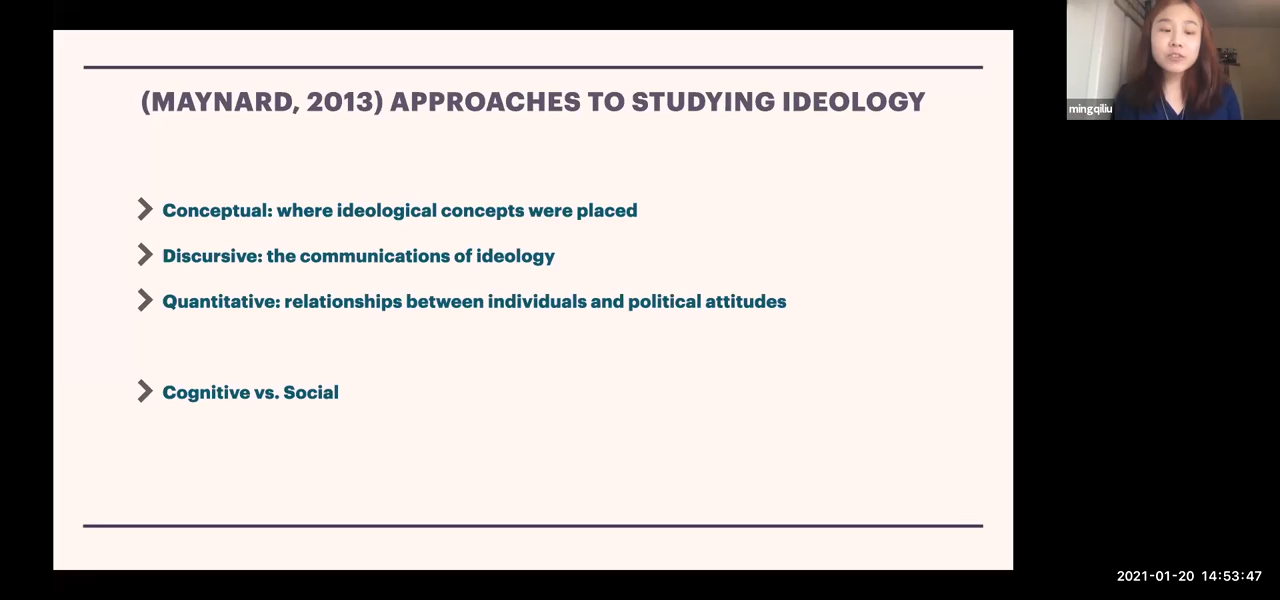 (MAYNARD, 2013) APPROACHES TO STUDYING IDEOLOGY
Conceptual: where ideological concepts were placed
Discursive: the communications of ideology
Quantitative: relationships between individuals and political attitudes
Cognitive vs. Social
mingqiliu
2021-01-20 14:53:47